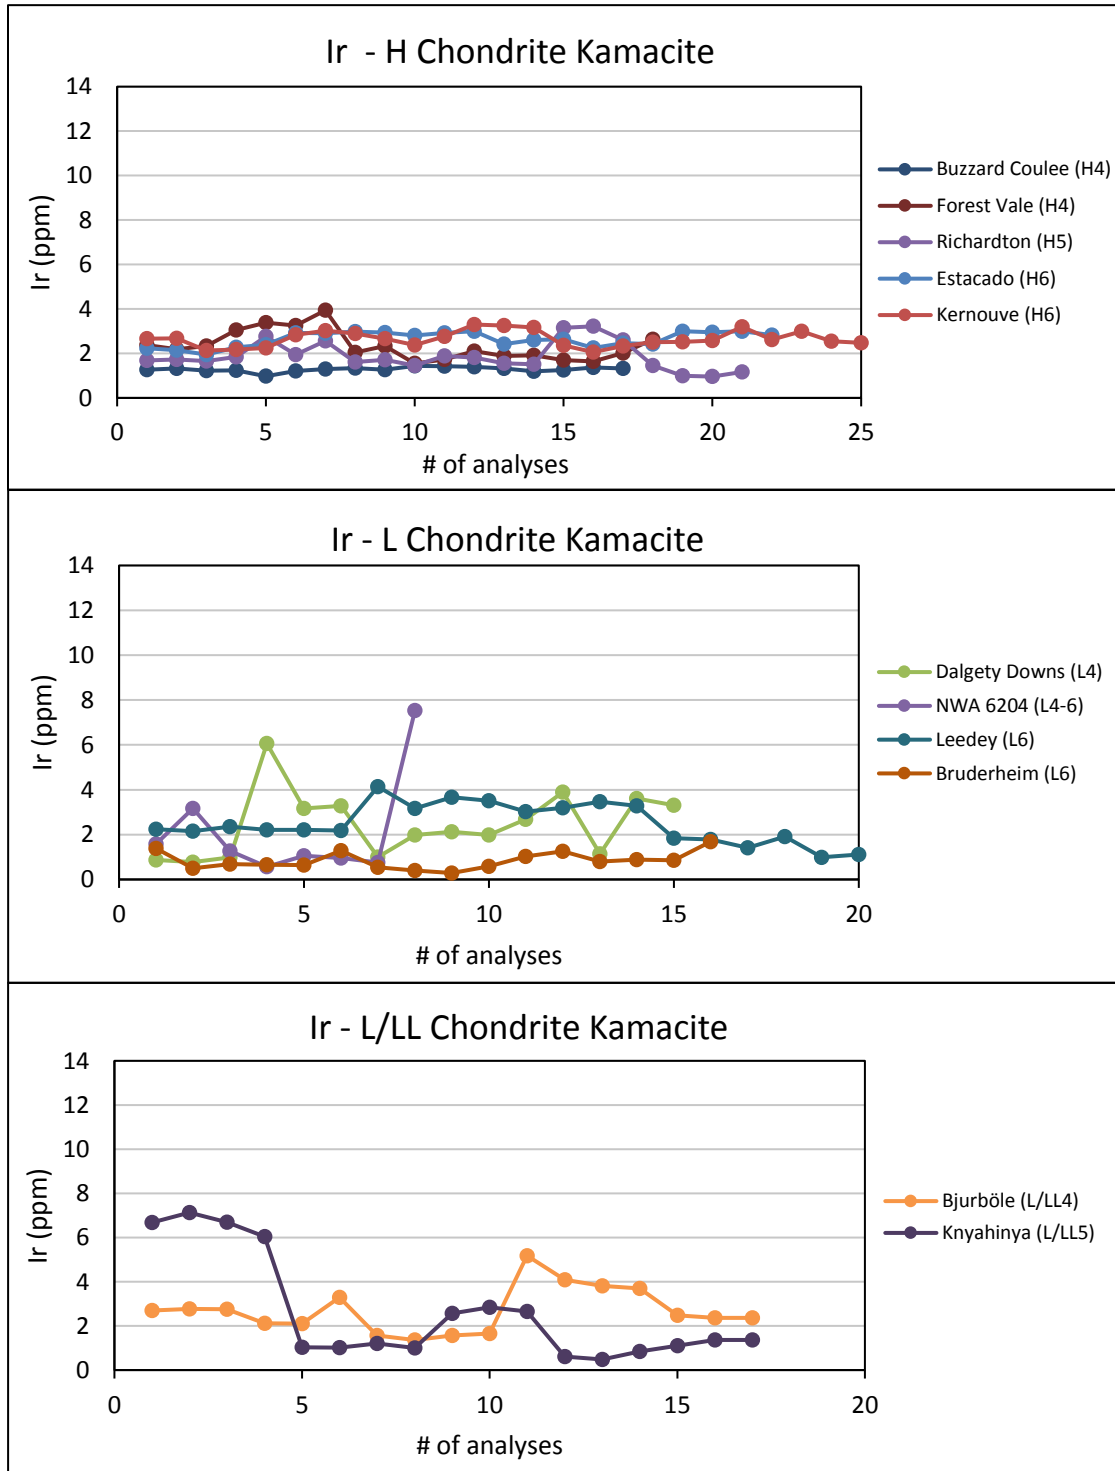 Ir - H Chondrite Kamacite
14
12
10
8
6
4
2
0
Ir (ppm)
0 5 10 15 20 25
# of analyses
Buzzard Coulee (H4)
Forest Vale (H4)
Richardton (H5)
Estacado (H6)
Kernouve (H6)
Ir - L Chondrite Kamacite
14
12
10
8
6
4
2
0
Ir (ppm)
0 5 10 15 20
# of analyses
Dalgety Downs (L4)
NWA 6204 (L4-6)
Leedey (L6)
Bruderheim (L6)
Ir - L/LL Chondrite Kamacite
14
12
10
8
6
4
2
0
Ir (ppm)
0 5 10 15 20
# of analyses
Bjurböle (L/LL4)
Knyahinya (L/LL5)